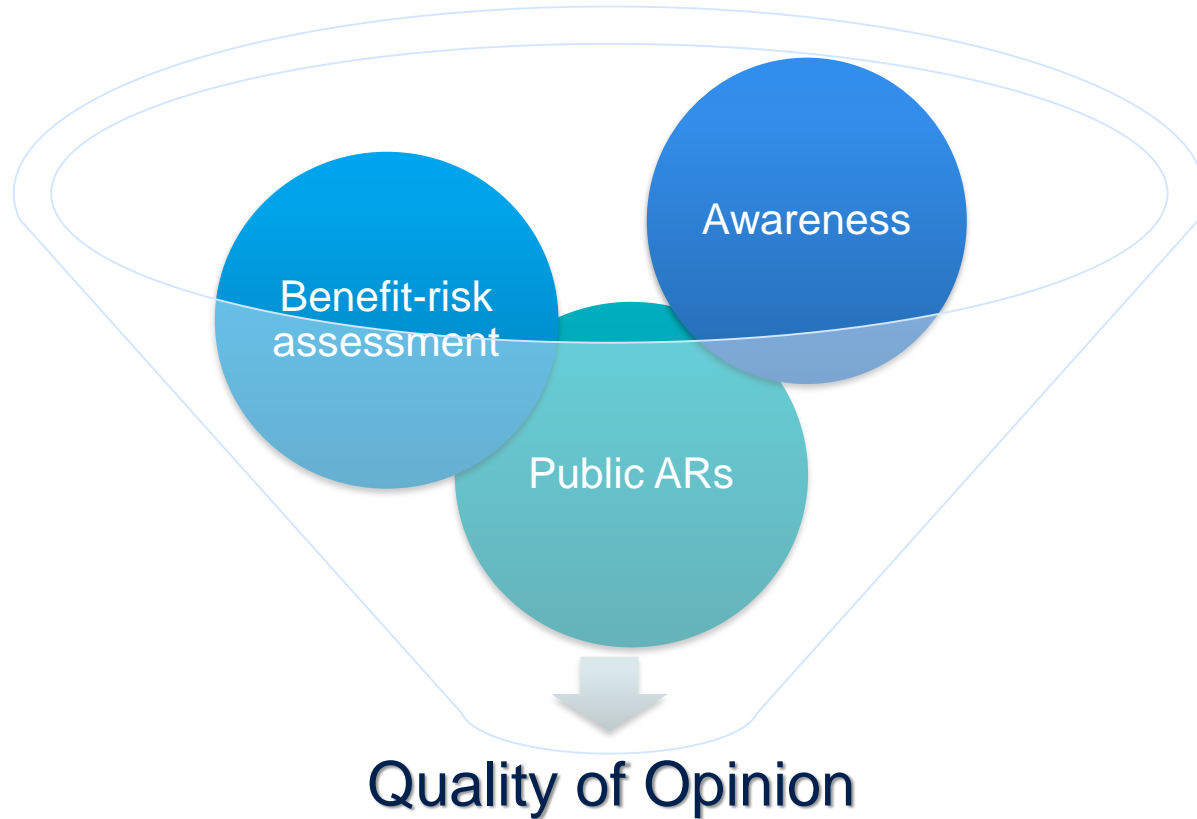 Awareness
Benefit-risk
assessment
Public ARs
Quality of Opinion